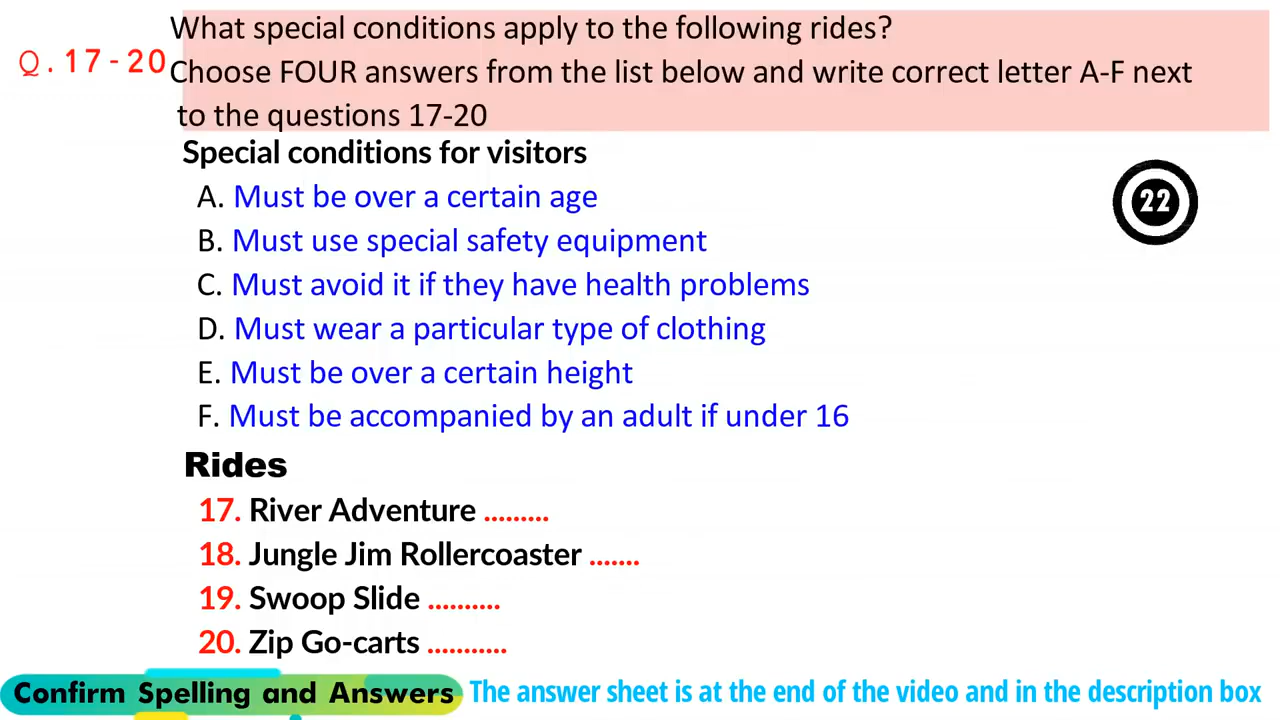 What special conditions apply to the following rides?
Q.17-20
Choose FOUR answers from the list below and write correct letter A-F next
to the questions 17-20
Special conditions for visitors
A. Must be over a certain age
22
B. Must use special safety equipment
C. Must avoid it if they have health problems
D. Must wear a particular type of clothing
E. Must be over a certain height
F. Must be accompanied by an adult if under 16
Rides
17. River Adventure .........
18. Jungle Jim Rollercoaster .......
19. Swoop Slide ..........
20. Zip Go-carts ...........
Confirm Spelling and Answers
The answer sheet is at the end of the video and in the description box